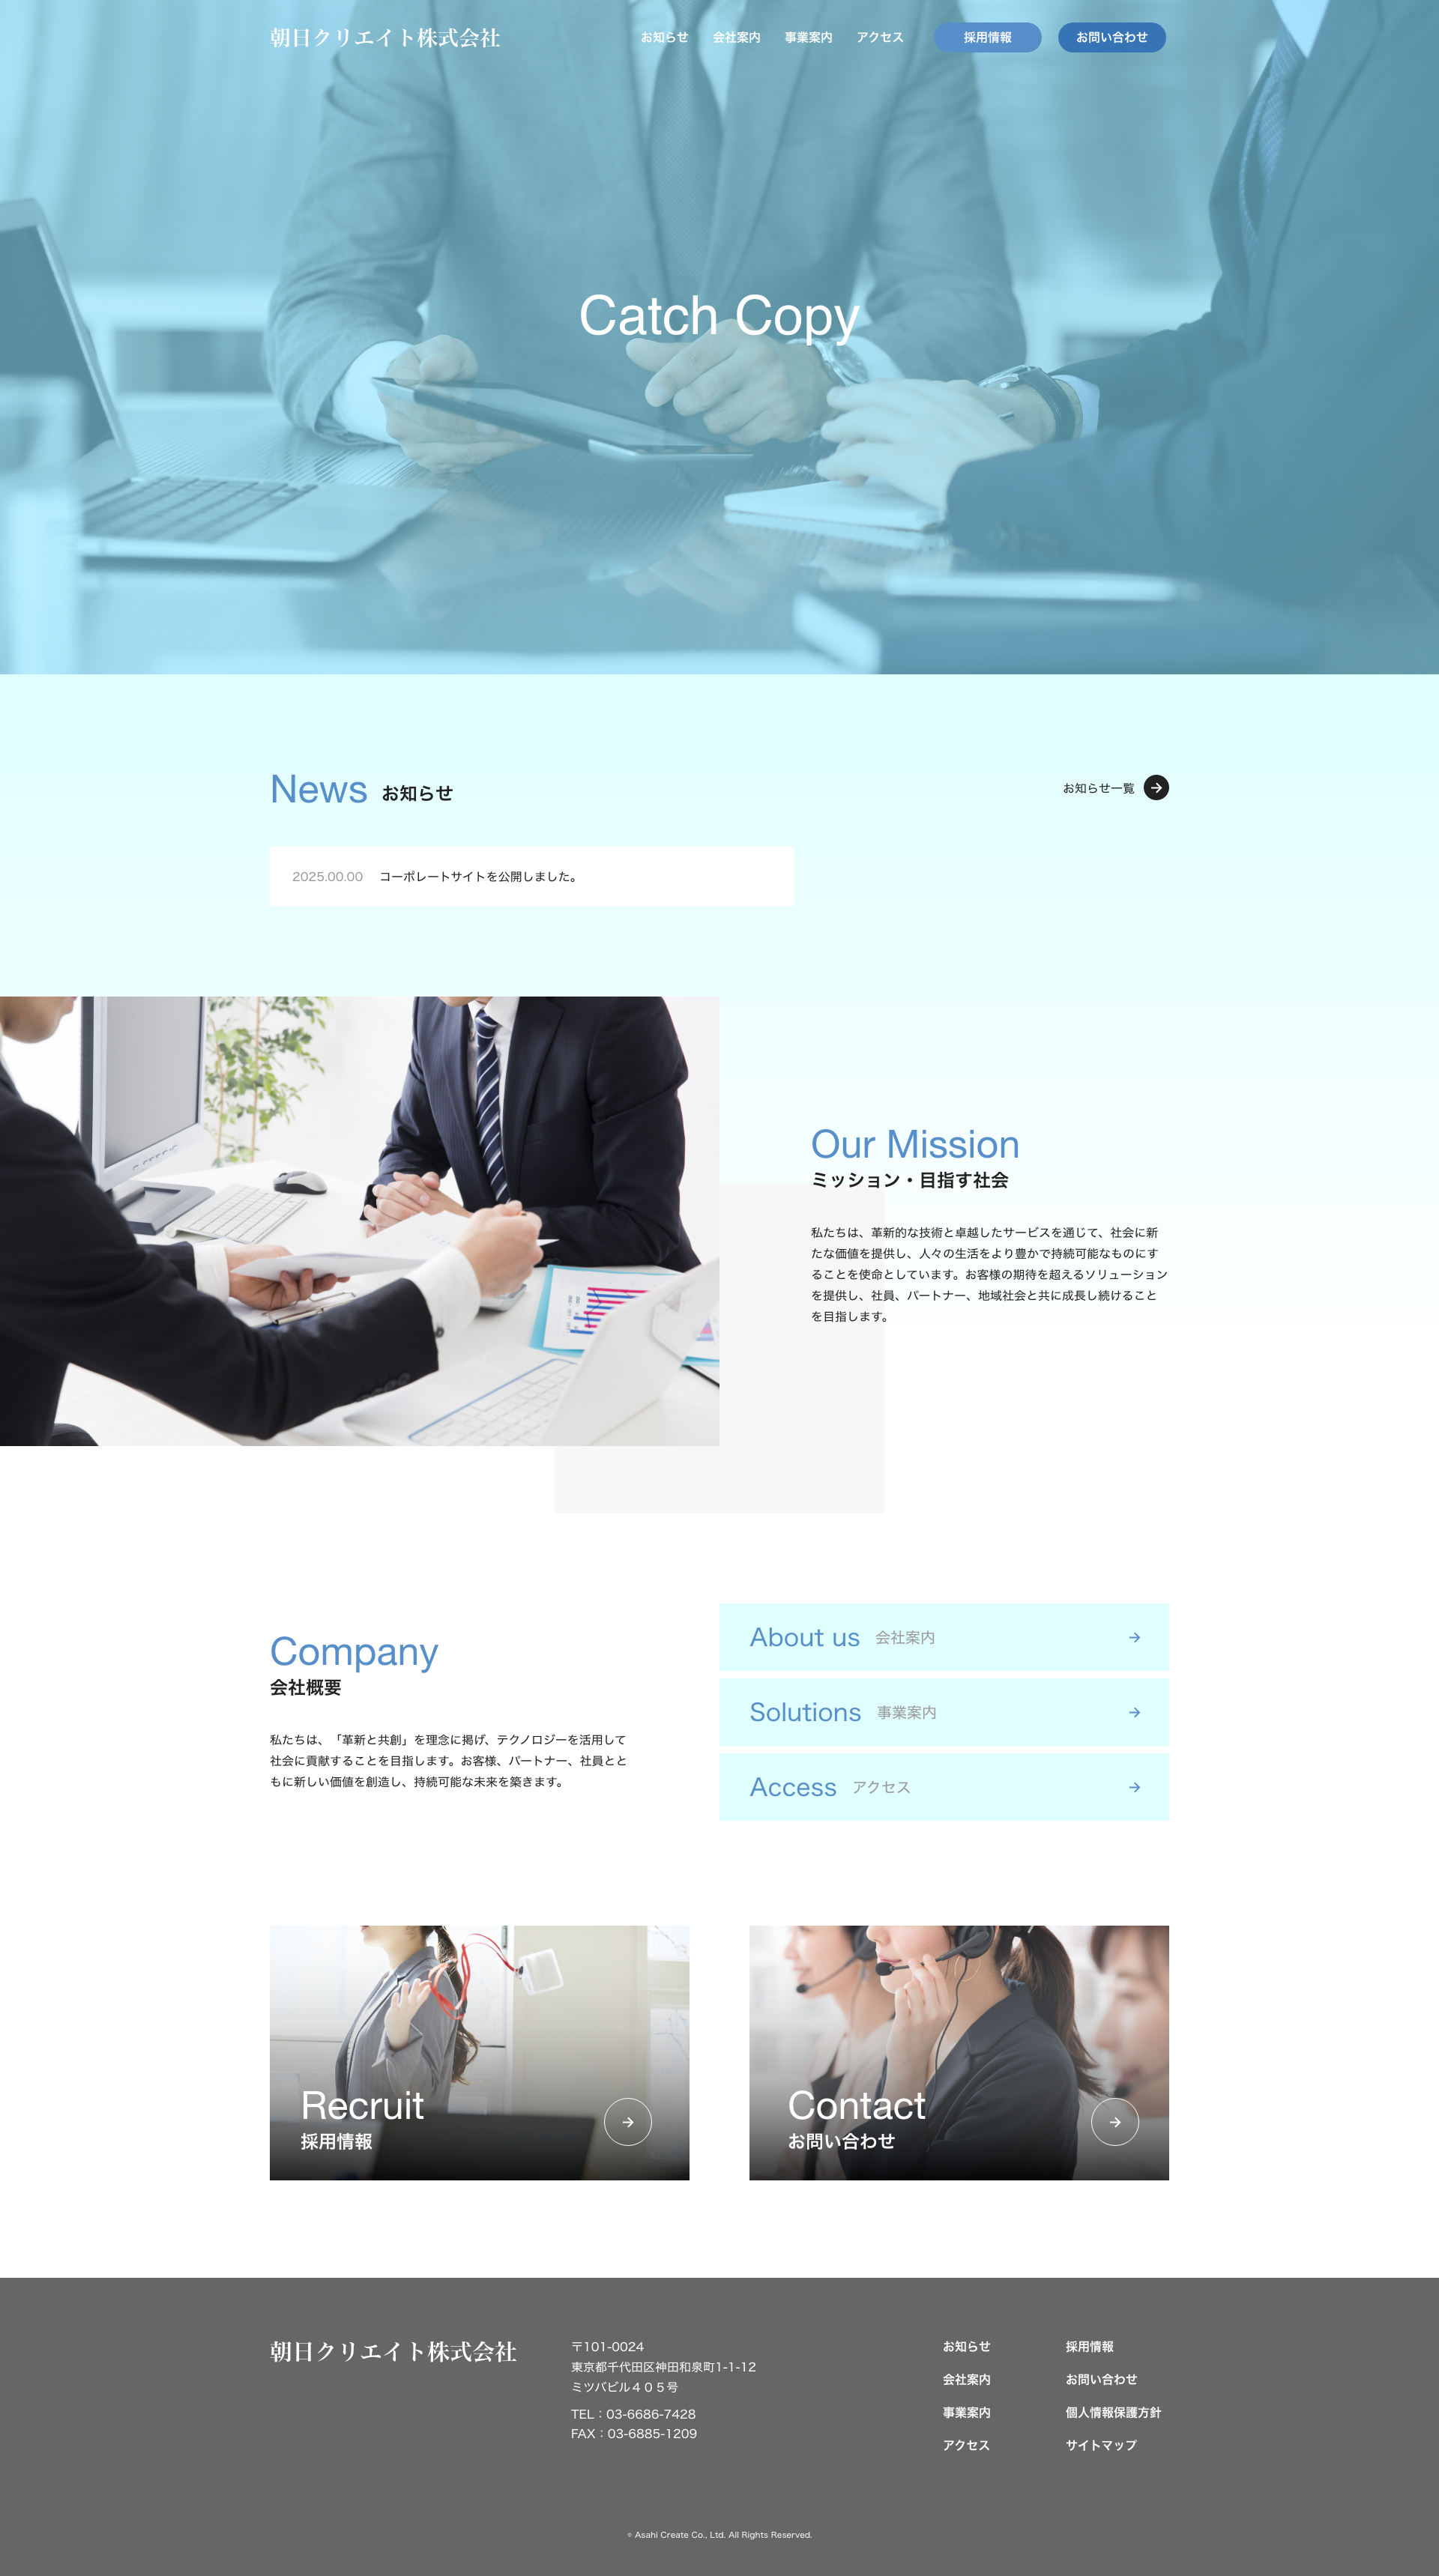 朝日クリエイト株式会社
お知らせ 会社案内 事業案内 アクセス 採用情報 お問い合わせ
Catch Copy
News お知らせ
お知らせ一覧
2025.00.00 コーポレートサイトを公開しました。
Our Mission
ミッション・目指す社会
私たちは、革新的な技術と卓越したサービスを通じて、社会に新
たな価値を提供し、人々の生活をより豊かで持続可能なものにす
ることを使命としています。お客様の期待を超えるソリューション
を提供し、社員、パートナー、地域社会と共に成長し続けること
を目指します。
Company
会社概要
私たちは、「革新と共創」を理念に掲げ、テクノロジーを活用して
社会に貢献することを目指します。お客様、パートナー、社員とと
もに新しい価値を創造し、持続可能な未来を築きます。
About us 会社案内
Solutions 事業案内
Access アクセス
Recruit
採用情報
Contact
お問い合わせ
朝日クリエイト株式会社
〒101-0024
東京都千代田区神田和泉町1-1-12
ミツバビル４０５号
TEL：03-6686-7428
FAX：03-6885-1209
お知らせ
会社案内
事業案内
アクセス
採用情報
お問い合わせ
個人情報保護方針
サイトマップ
© Asahi Create Co., Ltd. All Rights Reserved.